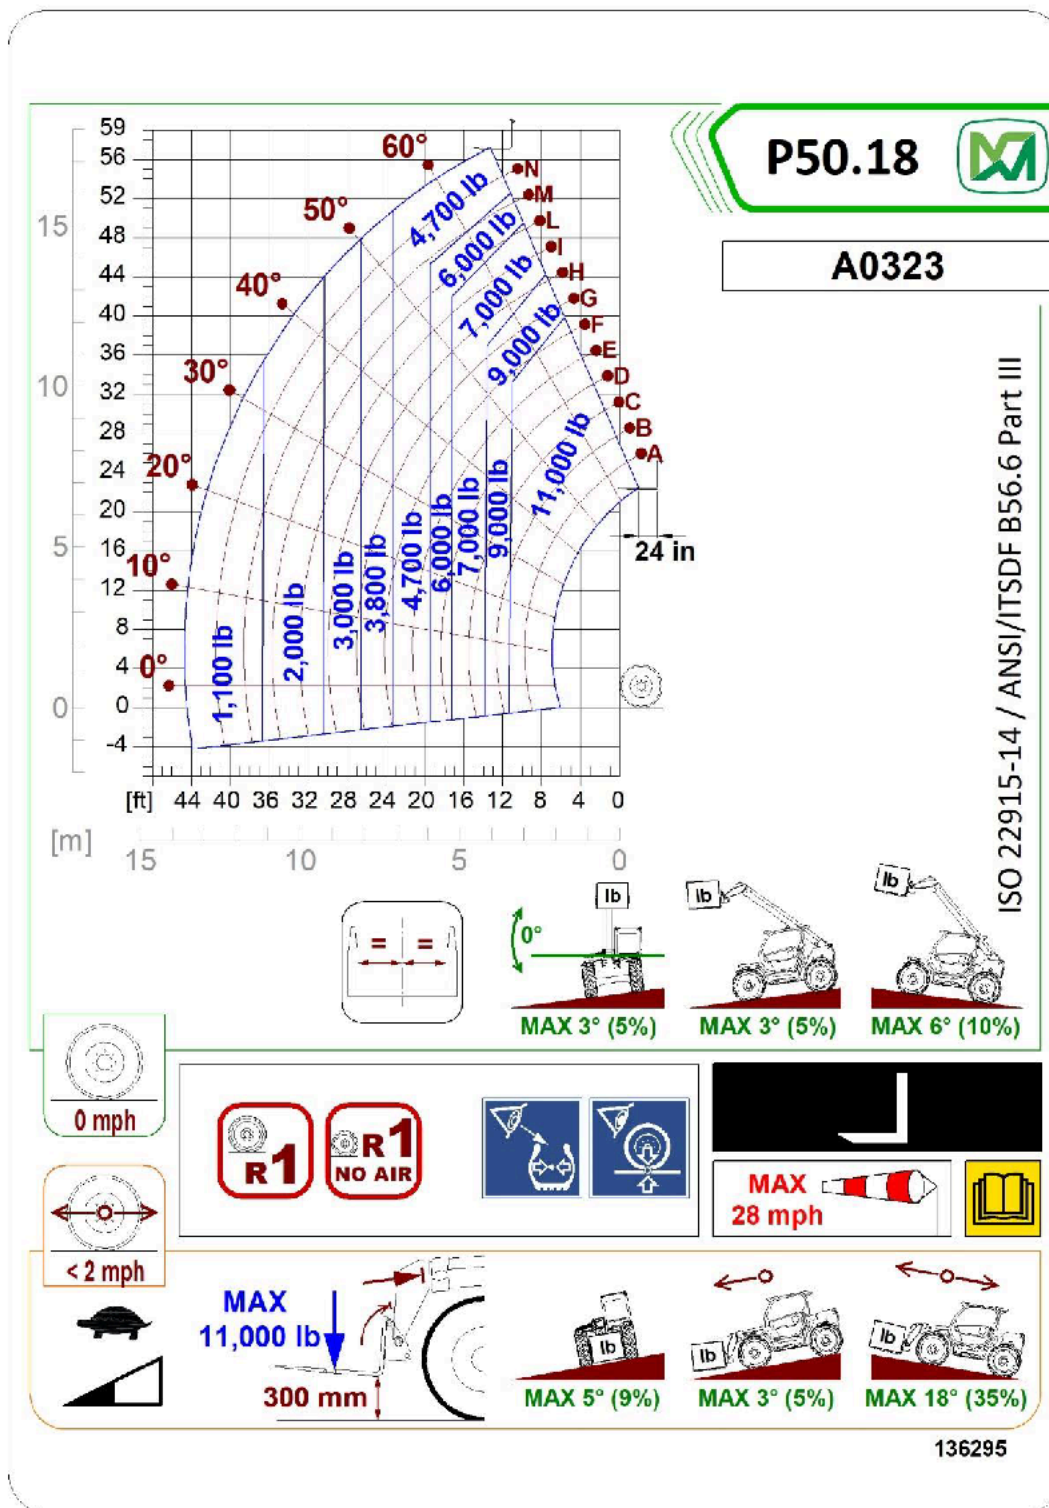 P50.18
A0323
ISO 22915-14 / ANSI/ITSDF B56.6 Part III
59
56
52
48
44
40
36
32
28
24
20
16
12
8
4
0
-4
15
10
5
0
60°
50°
40°
30°
20°
10°
0°
N
M
L
I
H
G
F
E
D
C
B
A
4,700 lb
6,000 lb
7,000 lb
9,000 lb
11,000 lb
1,100 lb
2,000 lb
3,000 lb
3,800 lb
4,700 lb
6,000 lb
7,000 lb
9,000 lb
24 in
[ft] 44 40 36 32 28 24 20 16 12 8 4 0
[m]
15 10 5 0
= =
0°
lb
lb
lb
MAX 3° (5%)
MAX 3° (5%)
MAX 6° (10%)
0 mph
R1
R1
NO AIR
MAX
28 mph
< 2 mph
MAX
11,000 lb
300 mm
lb
lb
lb
MAX 5° (9%)
MAX 3° (5%)
MAX 18° (35%)
136295